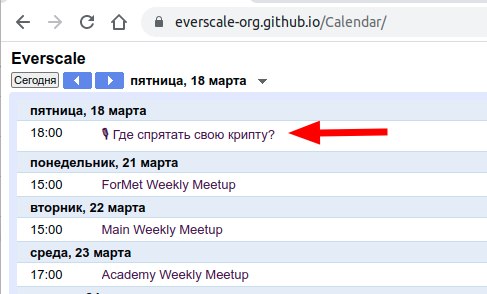 everscale-org.github.io/Calendar/
Everscale
Сегодня пятница, 18 марта
пятница, 18 марта
18:00 🎙 Где спрятать свою крипту?
понедельник, 21 марта
15:00 ForMet Weekly Meetup
вторник, 22 марта
15:00 Main Weekly Meetup
среда, 23 марта
17:00 Academy Weekly Meetup